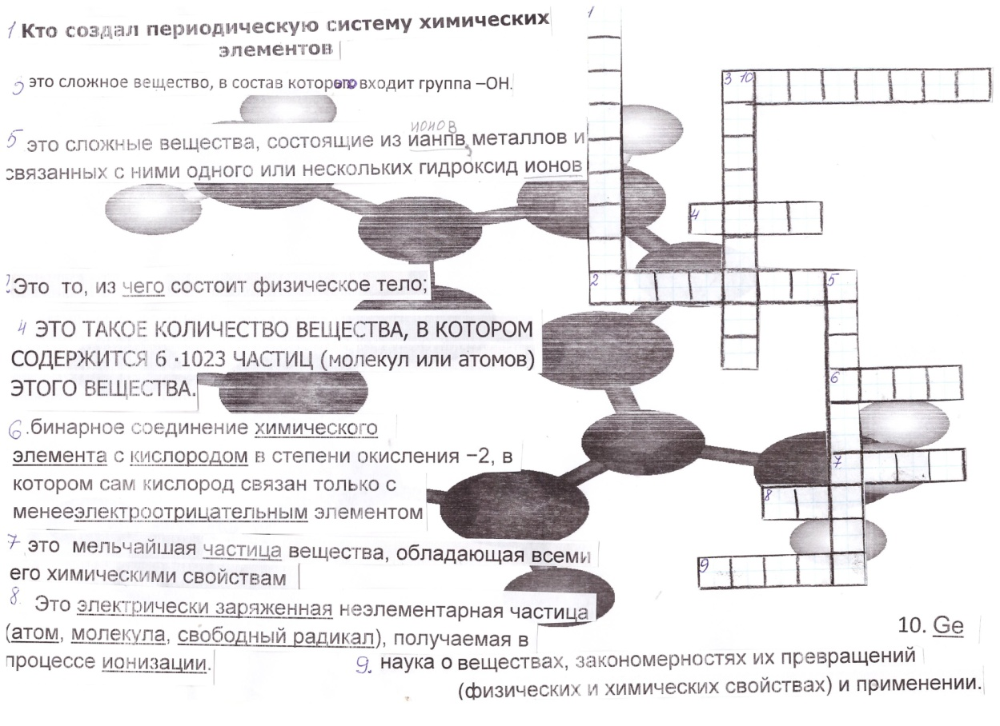 1 Кто создал периодическую систему химических
элементов
3 это сложное вещество, в состав которого входит группа –ОН.
ионов
5 это сложные вещества, состоящие из ианпв, металлов и
связанных с ними одного или нескольких гидроксид ионов
2 Это то, из чего состоит физическое тело;
4 ЭТО ТАКОЕ КОЛИЧЕСТВО ВЕЩЕСТВА, В КОТОРОМ
СОДЕРЖИТСЯ 6 ·1023 ЧАСТИЦ (молекул или атомов)
ЭТОГО ВЕЩЕСТВА.
6 .бинарное соединение химического
элемента с кислородом в степени окисления −2, в
котором сам кислород связан только с
менееэлектроотрицательным элементом
7 это мельчайшая частица вещества, обладающая всеми
его химическими свойствам
8. Это электрически заряженная неэлементарная частица
(атом, молекула, свободный радикал), получаемая в
процессе ионизации.
9. наука о веществах, закономерностях их превращений
(физических и химических свойствах) и применении.
10. Ge
1
3 10
4
2 5
6
7
8
9